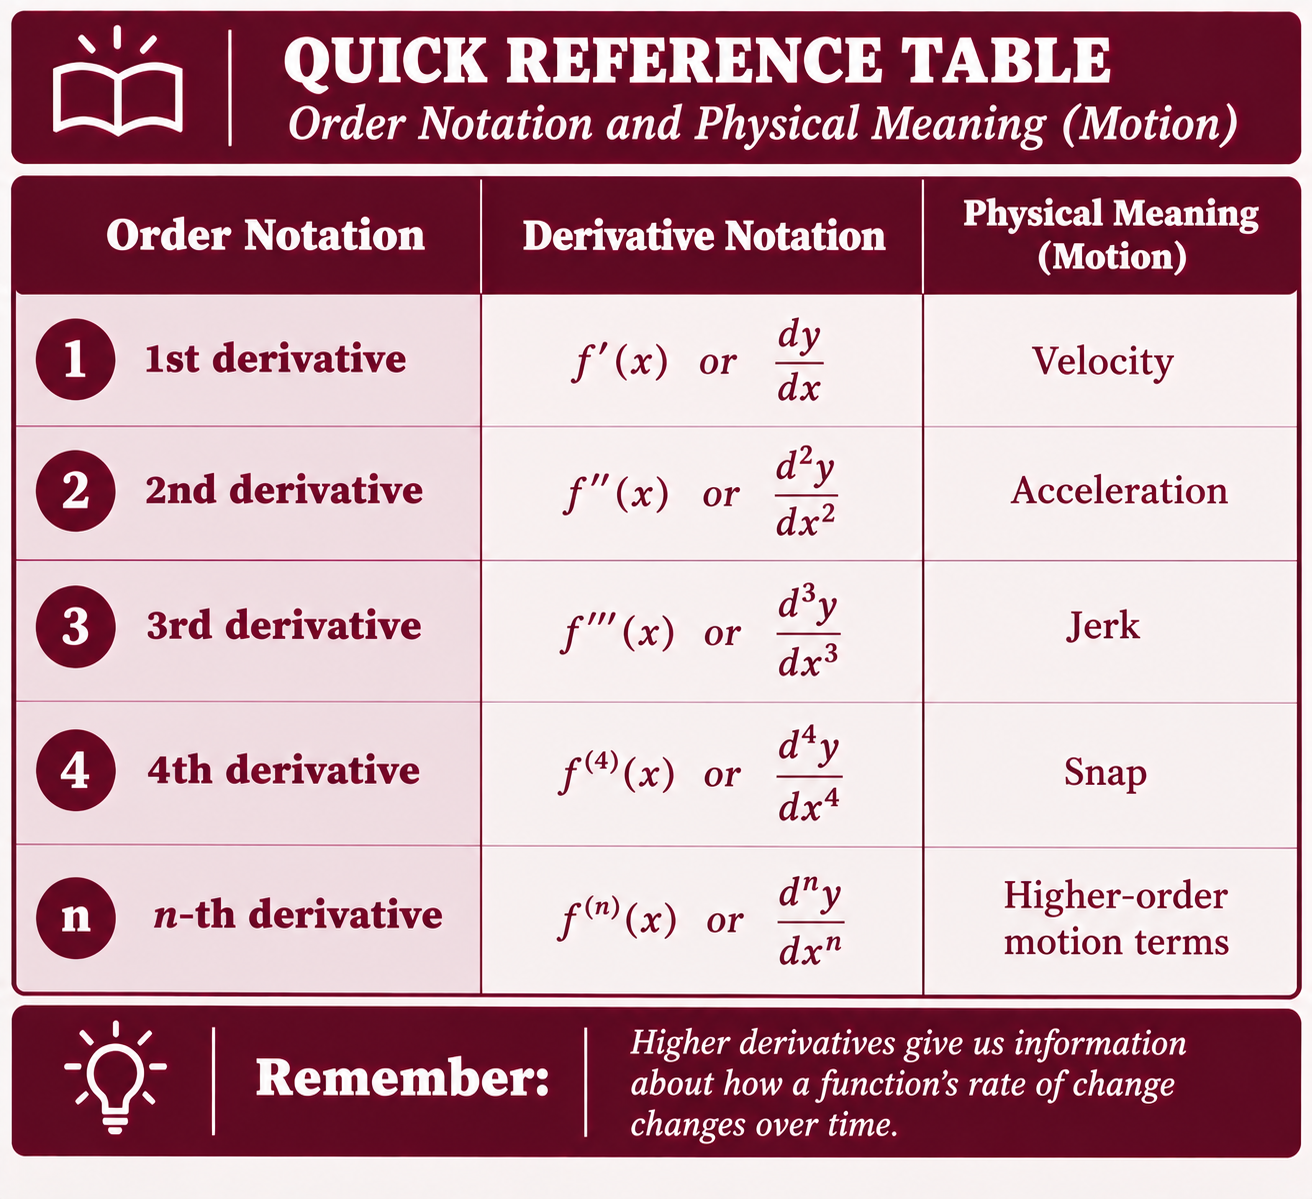 QUICK REFERENCE TABLE
Order Notation and Physical Meaning (Motion)
Order Notation
Derivative Notation
Physical Meaning
(Motion)
1 1st derivative
f′(x) or dy/dx
Velocity
2 2nd derivative
f″(x) or d²y/dx²
Acceleration
3 3rd derivative
f‴(x) or d³y/dx³
Jerk
4 4th derivative
f⁽⁴⁾(x) or d⁴y/dx⁴
Snap
n n-th derivative
f⁽ⁿ⁾(x) or dⁿy/dxⁿ
Higher-order
motion terms
Remember:
Higher derivatives give us information
about how a function’s rate of change
changes over time.